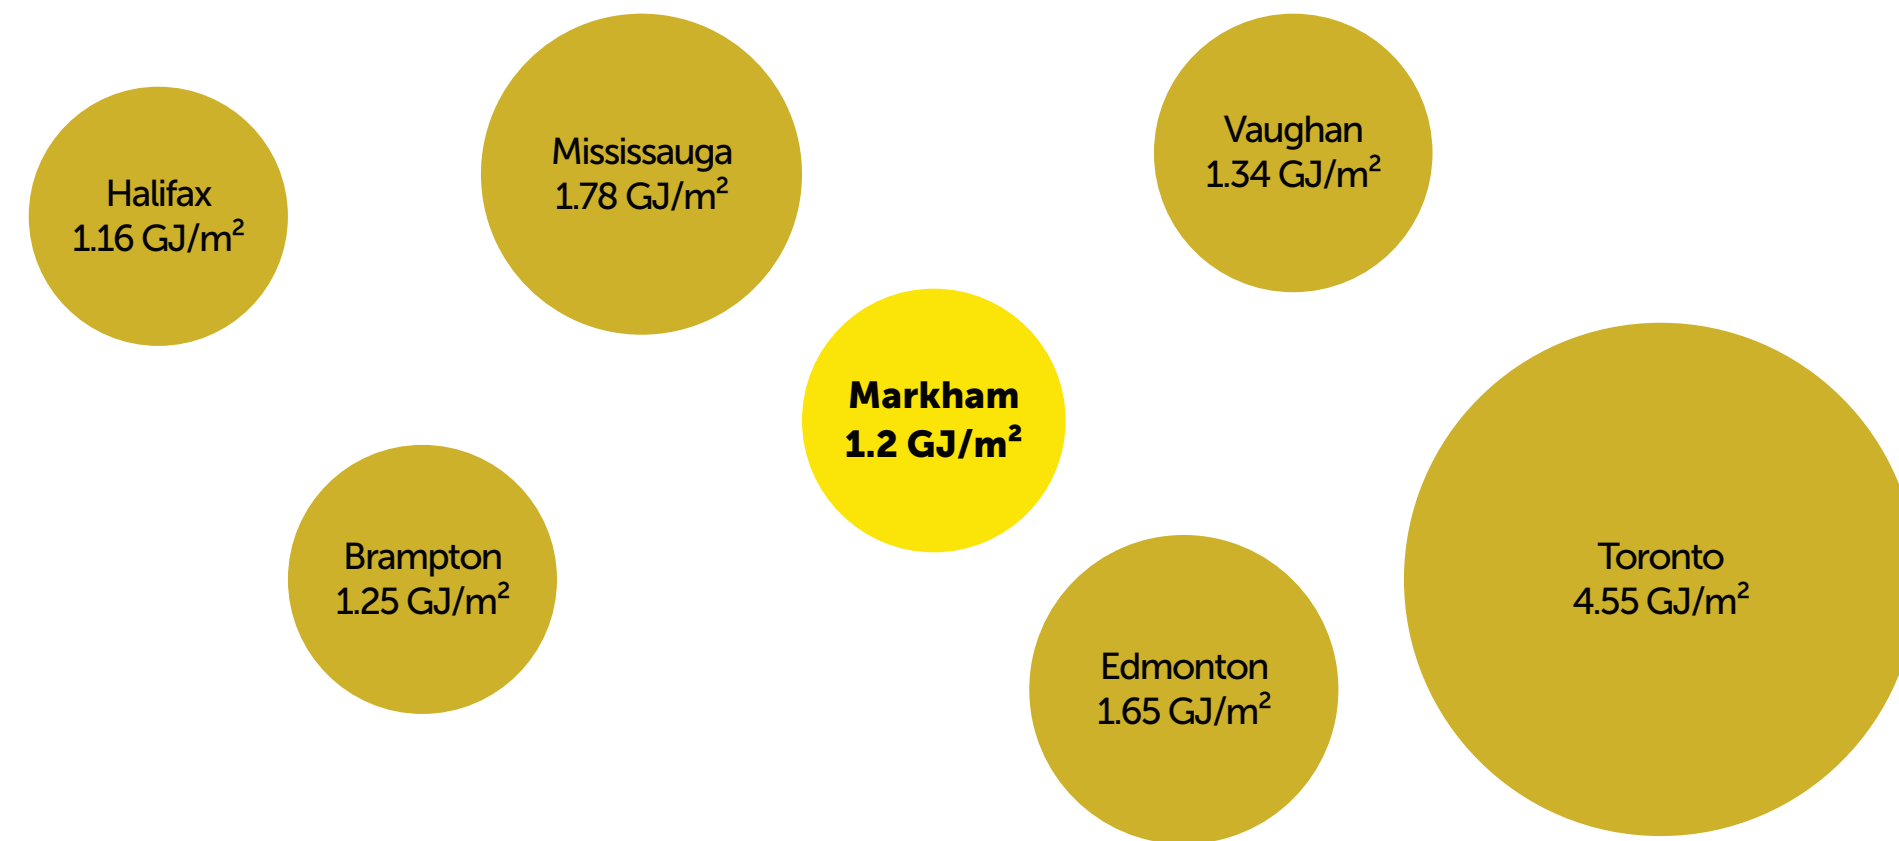 Halifax
1.16 GJ/m²
Mississauga
1.78 GJ/m²
Vaughan
1.34 GJ/m²
Markham
1.2 GJ/m²
Brampton
1.25 GJ/m²
Edmonton
1.65 GJ/m²
Toronto
4.55 GJ/m²